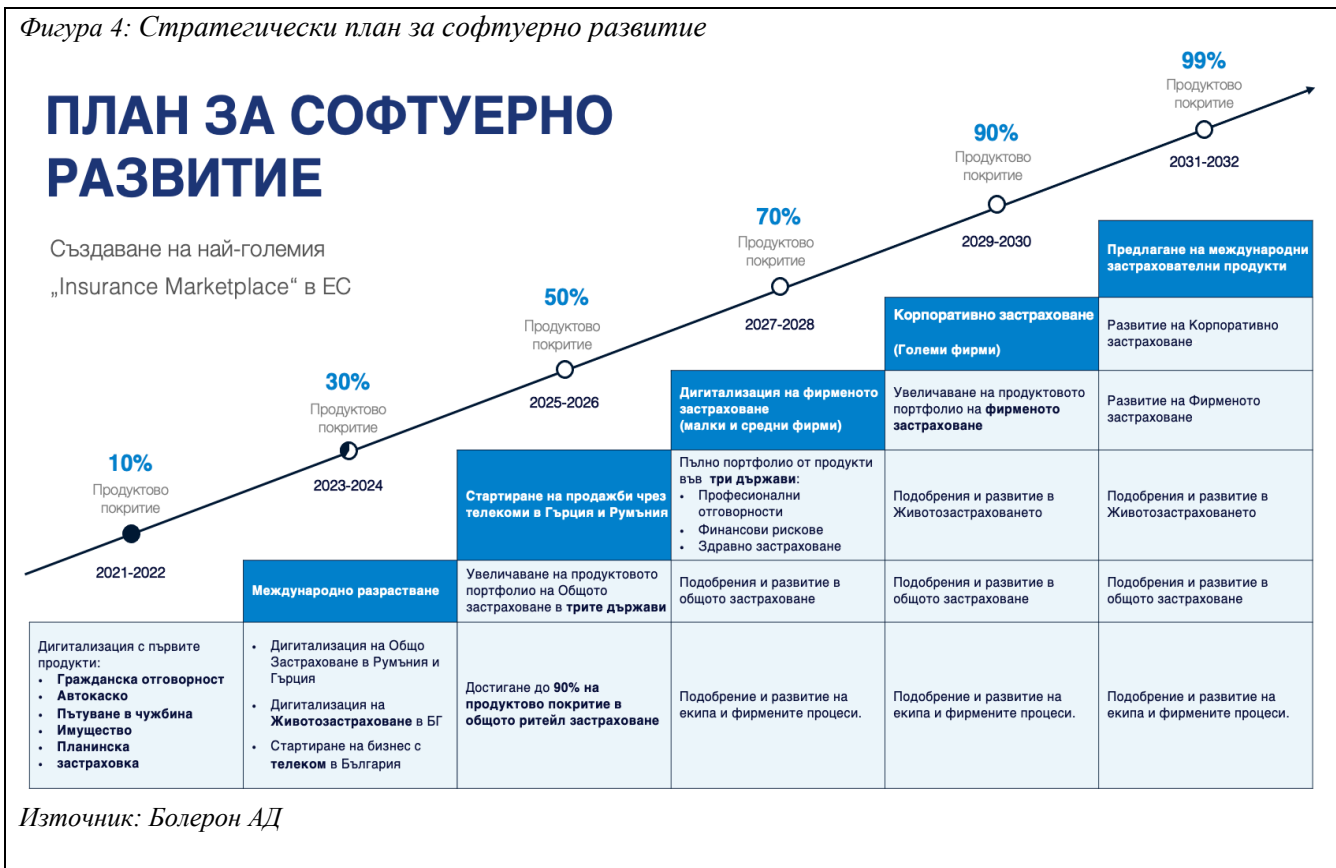 Фигура 4: Стратегически план за софтуерно развитие
ПЛАН ЗА СОФТУЕРНО
РАЗВИТИЕ
Създаване на най-големия
„Insurance Marketplace“ в ЕС
10%
Продуктово
покритие
2021-2022
30%
Продуктово
покритие
2023-2024
50%
Продуктово
покритие
2025-2026
70%
Продуктово
покритие
2027-2028
90%
Продуктово
покритие
2029-2030
99%
Продуктово
покритие
2031-2032
Дигитализация с първите
продукти:
• Гражданска отговорност
• Автокаско
• Пътуване в чужбина
• Имущество
• Планинска
• застраховка
Международно разрастване
• Дигитализация на Общо
Застраховане в Румъния и
Гърция
• Дигитализация на
Животозастраховане в БГ
• Стартиране на бизнес с
телеком в България
Стартиране на продажби чрез
телекоми в Гърция и Румъния
Увеличаване на продуктовото
портфолио на Общото
застраховане в трите държави
Достигане до 90% на
продуктово покритие в
общото ритейл застраховане
Дигитализация на фирменото
застраховане
(малки и средни фирми)
Пълно портфолио от продукти
във три държави:
• Професионални
отговорности
• Финансови рискове
• Здравно застраховане
Подобрения и развитие в
общото застраховане
Подобрение и развитие на
екипа и фирмените процеси.
Корпоративно застраховане
(Големи фирми)
Увеличаване на продуктовото
портфолио на фирменото
застраховане
Подобрения и развитие в
Животозастраховането
Подобрения и развитие в
общото застраховане
Подобрение и развитие на
екипа и фирмените процеси.
Предлагане на международни
застрахователни продукти
Развитие на Корпоративно
застраховане
Развитие на Фирменото
застраховане
Подобрения и развитие в
Животозастраховането
Подобрения и развитие в
общото застраховане
Подобрение и развитие на
екипа и фирмените процеси.
Източник: Болерон АД